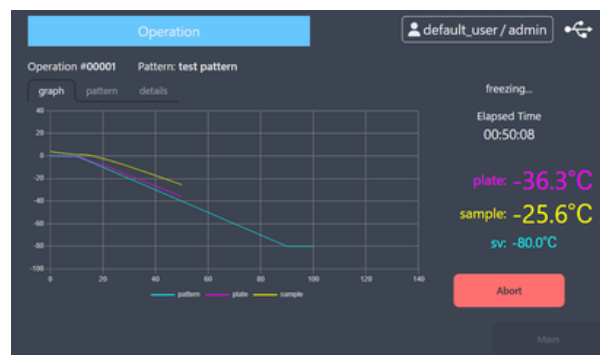 Operation
default_user / admin
Operation #00001 Pattern: test pattern
graph pattern details
freezing...
Elapsed Time
00:50:08
plate: -36.3°C
sample: -25.6°C
sv: -80.0°C
Abort
Main
40
20
0
-20
-40
-60
-80
-100
0 20 40 60 80 100 120 140
pattern plate sample